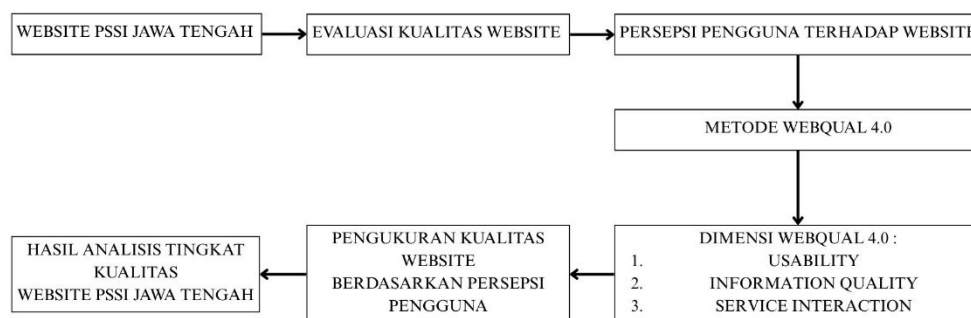 WEBSITE PSSI JAWA TENGAH
EVALUASI KUALITAS WEBSITE
PERSEPSI PENGGUNA TERHADAP WEBSITE
METODE WEBQUAL 4.0
DIMENSI WEBQUAL 4.0 :
1. USABILITY
2. INFORMATION QUALITY
3. SERVICE INTERACTION
PENGUKURAN KUALITAS
WEBSITE
BERDASARKAN PERSEPSI
PENGGUNA
HASIL ANALISIS TINGKAT
KUALITAS
WEBSITE PSSI JAWA TENGAH